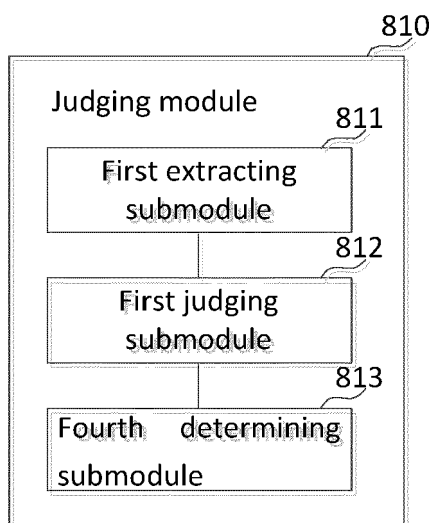 810
Judging module
811
First extracting
submodule
812
First judging
submodule
813
Fourth determining
submodule